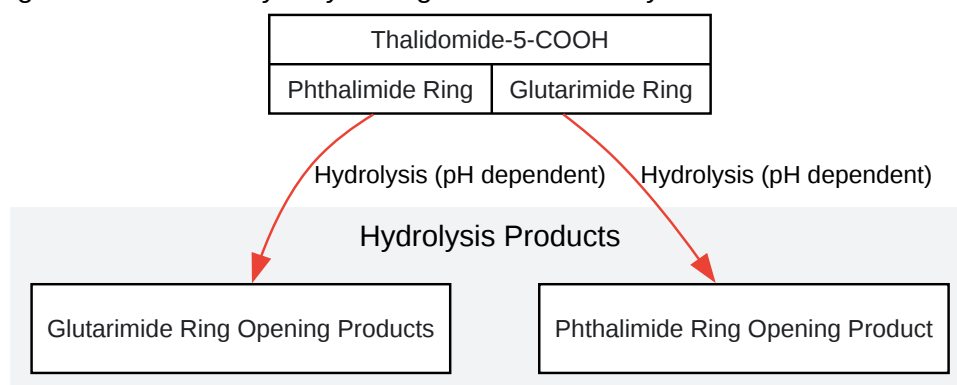 Thalidomide-5-COOH
Phthalimide Ring
Glutarimide Ring
Hydrolysis (pH dependent)
Hydrolysis (pH dependent)
Hydrolysis Products
Glutarimide Ring Opening Products
Phthalimide Ring Opening Product